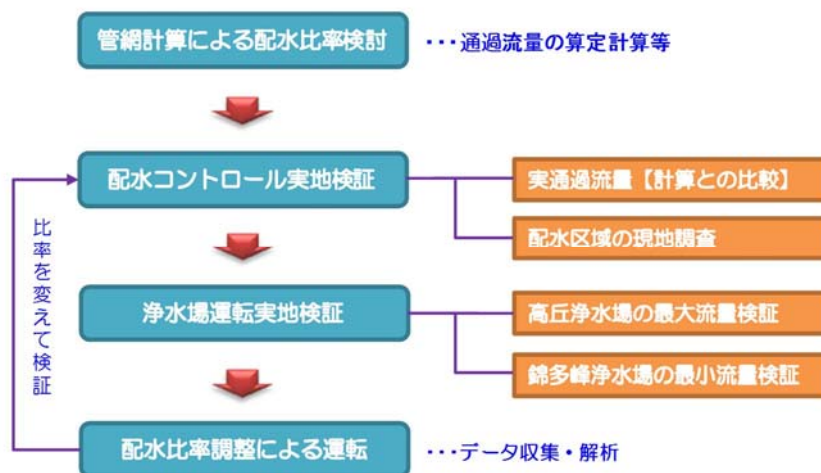 管網計算による配水比率検討
・・・通過流量の算定計算等
配水コントロール実地検証
実通過流量【計算との比較】
配水区域の現地調査
比率を変えて検証
浄水場運転実地検証
高丘浄水場の最大流量検証
錦多峰浄水場の最小流量検証
配水比率調整による運転
・・・データ収集・解析